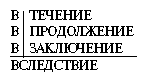 В ТЕЧЕНИЕ
В ПРОДОЛЖЕНИЕ
В ЗАКЛЮЧЕНИЕ
ВСЛЕДСТВИЕ